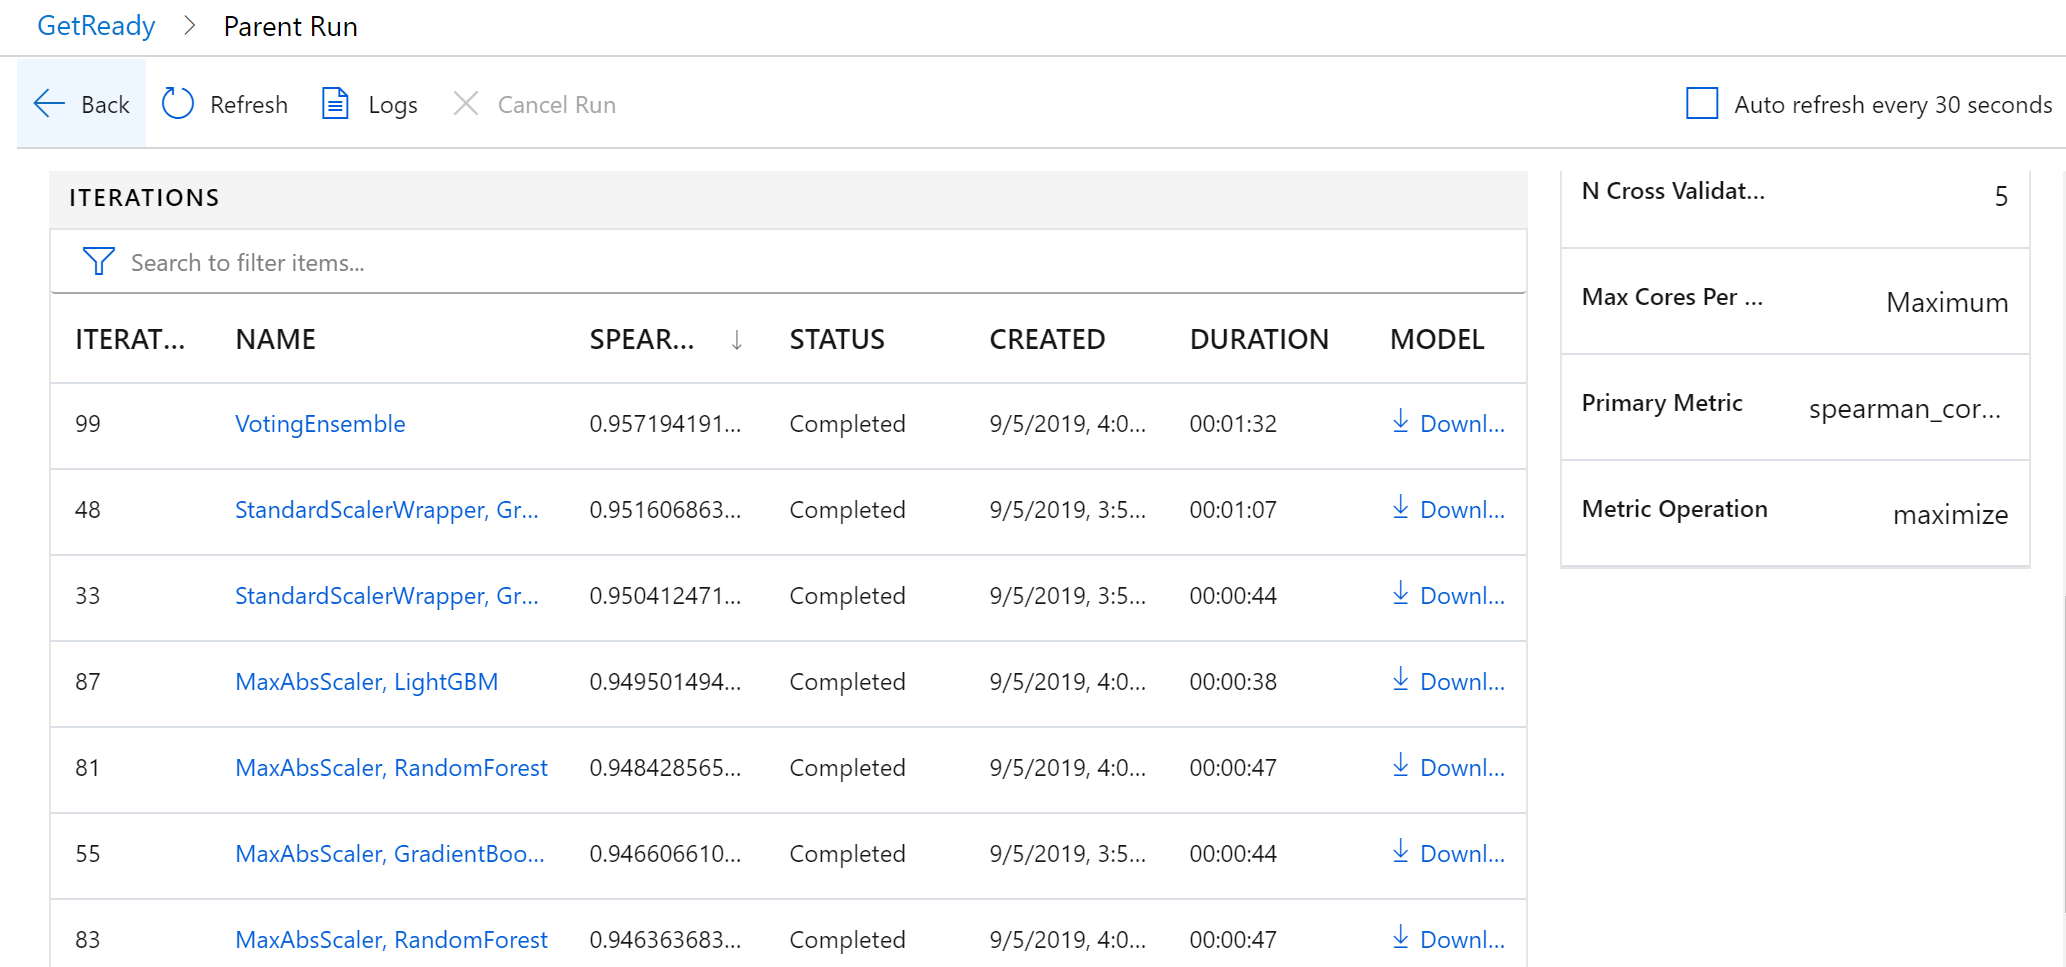 GetReady > Parent Run
Back Refresh Logs Cancel Run Auto refresh every 30 seconds
ITERATIONS
Search to filter items...
ITERAT... NAME SPEAR... ↓ STATUS CREATED DURATION MODEL
99 VotingEnsemble 0.957194191... Completed 9/5/2019, 4:0... 00:01:32 Downl...
48 StandardScalerWrapper, Gr... 0.951606863... Completed 9/5/2019, 3:5... 00:01:07 Downl...
33 StandardScalerWrapper, Gr... 0.950412471... Completed 9/5/2019, 3:5... 00:00:44 Downl...
87 MaxAbsScaler, LightGBM 0.949501494... Completed 9/5/2019, 4:0... 00:00:38 Downl...
81 MaxAbsScaler, RandomForest 0.948428565... Completed 9/5/2019, 4:0... 00:00:47 Downl...
55 MaxAbsScaler, GradientBoo... 0.946606610... Completed 9/5/2019, 3:5... 00:00:44 Downl...
83 MaxAbsScaler, RandomForest 0.946363683... Completed 9/5/2019, 4:0... 00:00:47 Downl...
N Cross Validat... 5
Max Cores Per ... Maximum
Primary Metric spearman_cor...
Metric Operation maximize